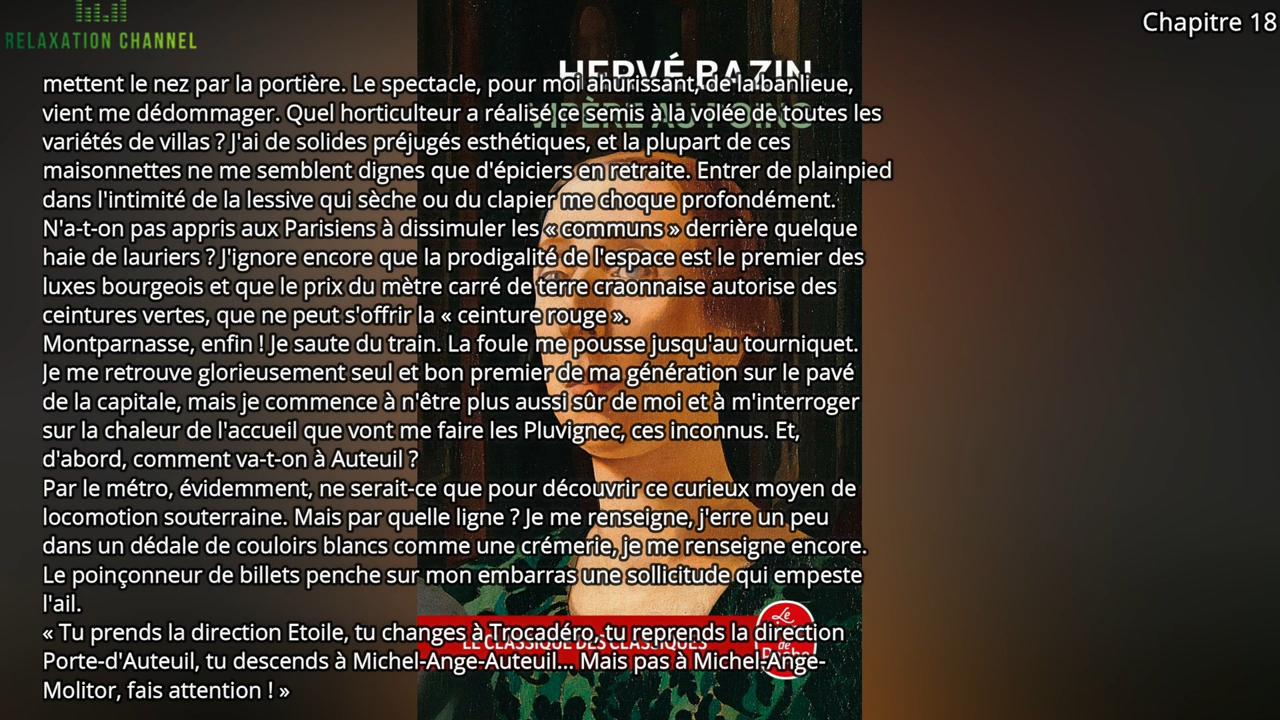 RELAXATION CHANNEL
Chapitre 18
HERVÉ BAZIN
VIPÈRE AU POING
mettent le nez par la portière. Le spectacle, pour moi ahurissant, de la banlieue,
vient me dédommager. Quel horticulteur a réalisé ce semis à la volée de toutes les
variétés de villas ? J'ai de solides préjugés esthétiques, et la plupart de ces
maisonnettes ne me semblent dignes que d'épiciers en retraite. Entrer de plainpied
dans l'intimité de la lessive qui sèche ou du clapier me choque profondément.
N'a-t-on pas appris aux Parisiens à dissimuler les « communs » derrière quelque
haie de lauriers ? J'ignore encore que la prodigalité de l'espace est le premier des
luxes bourgeois et que le prix du mètre carré de terre craonnaise autorise des
ceintures vertes, que ne peut s'offrir la « ceinture rouge ».
Montparnasse, enfin ! Je saute du train. La foule me pousse jusqu'au tourniquet.
Je me retrouve glorieusement seul et bon premier de ma génération sur le pavé
de la capitale, mais je commence à n'être plus aussi sûr de moi et à m'interroger
sur la chaleur de l'accueil que vont me faire les Pluvignec, ces inconnus. Et,
d'abord, comment va-t-on à Auteuil ?
Par le métro, évidemment, ne serait-ce que pour découvrir ce curieux moyen de
locomotion souterraine. Mais par quelle ligne ? Je me renseigne, j'erre un peu
dans un dédale de couloirs blancs comme une crémerie, je me renseigne encore.
Le poinçonneur de billets penche sur mon embarras une sollicitude qui empeste
l'ail.
« Tu prends la direction Etoile, tu changes à Trocadéro, tu reprends la direction
Porte-d'Auteuil, tu descends à Michel-Ange-Auteuil... Mais pas à Michel-Ange-
Molitor, fais attention ! »
LE CLASSIQUE DES CLASSIQUES
Le
de
Poche